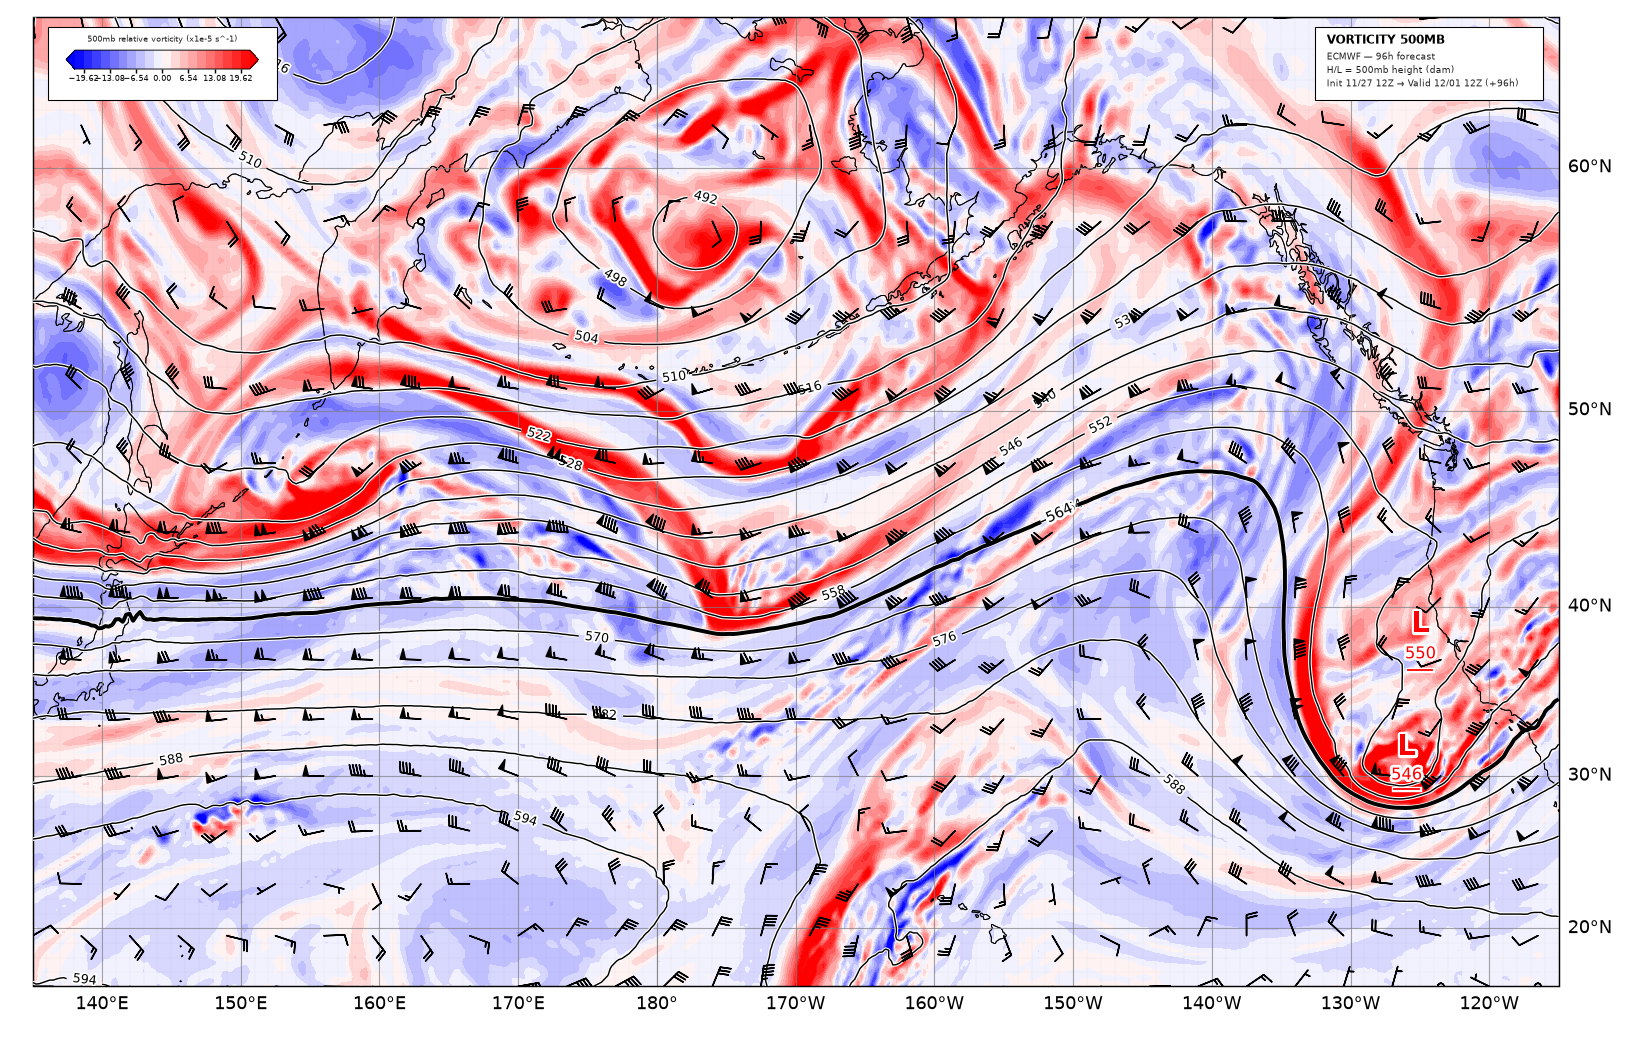 500mb relative vorticity (x1e-5 s^-1)
−19.62 −13.08 −6.54 0.00 6.54 13.08 19.62
VORTICITY 500MB
ECMWF — 96h forecast
H/L = 500mb height (dam)
Init 11/27 12Z → Valid 12/01 12Z (+96h)
510
492
498
504
510
516
522
528
540
546
552
564
558
570
576
588
588
594
594
L
550
L
546
60°N
50°N
40°N
30°N
20°N
140°E 150°E 160°E 170°E 180° 170°W 160°W 150°W 140°W 130°W 120°W